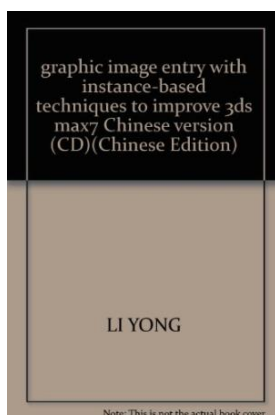 graphic image entry with
instance-based
techniques to improve 3ds
max7 Chinese version
(CD)(Chinese Edition)
LI YONG
Note: This is not the actual book cover